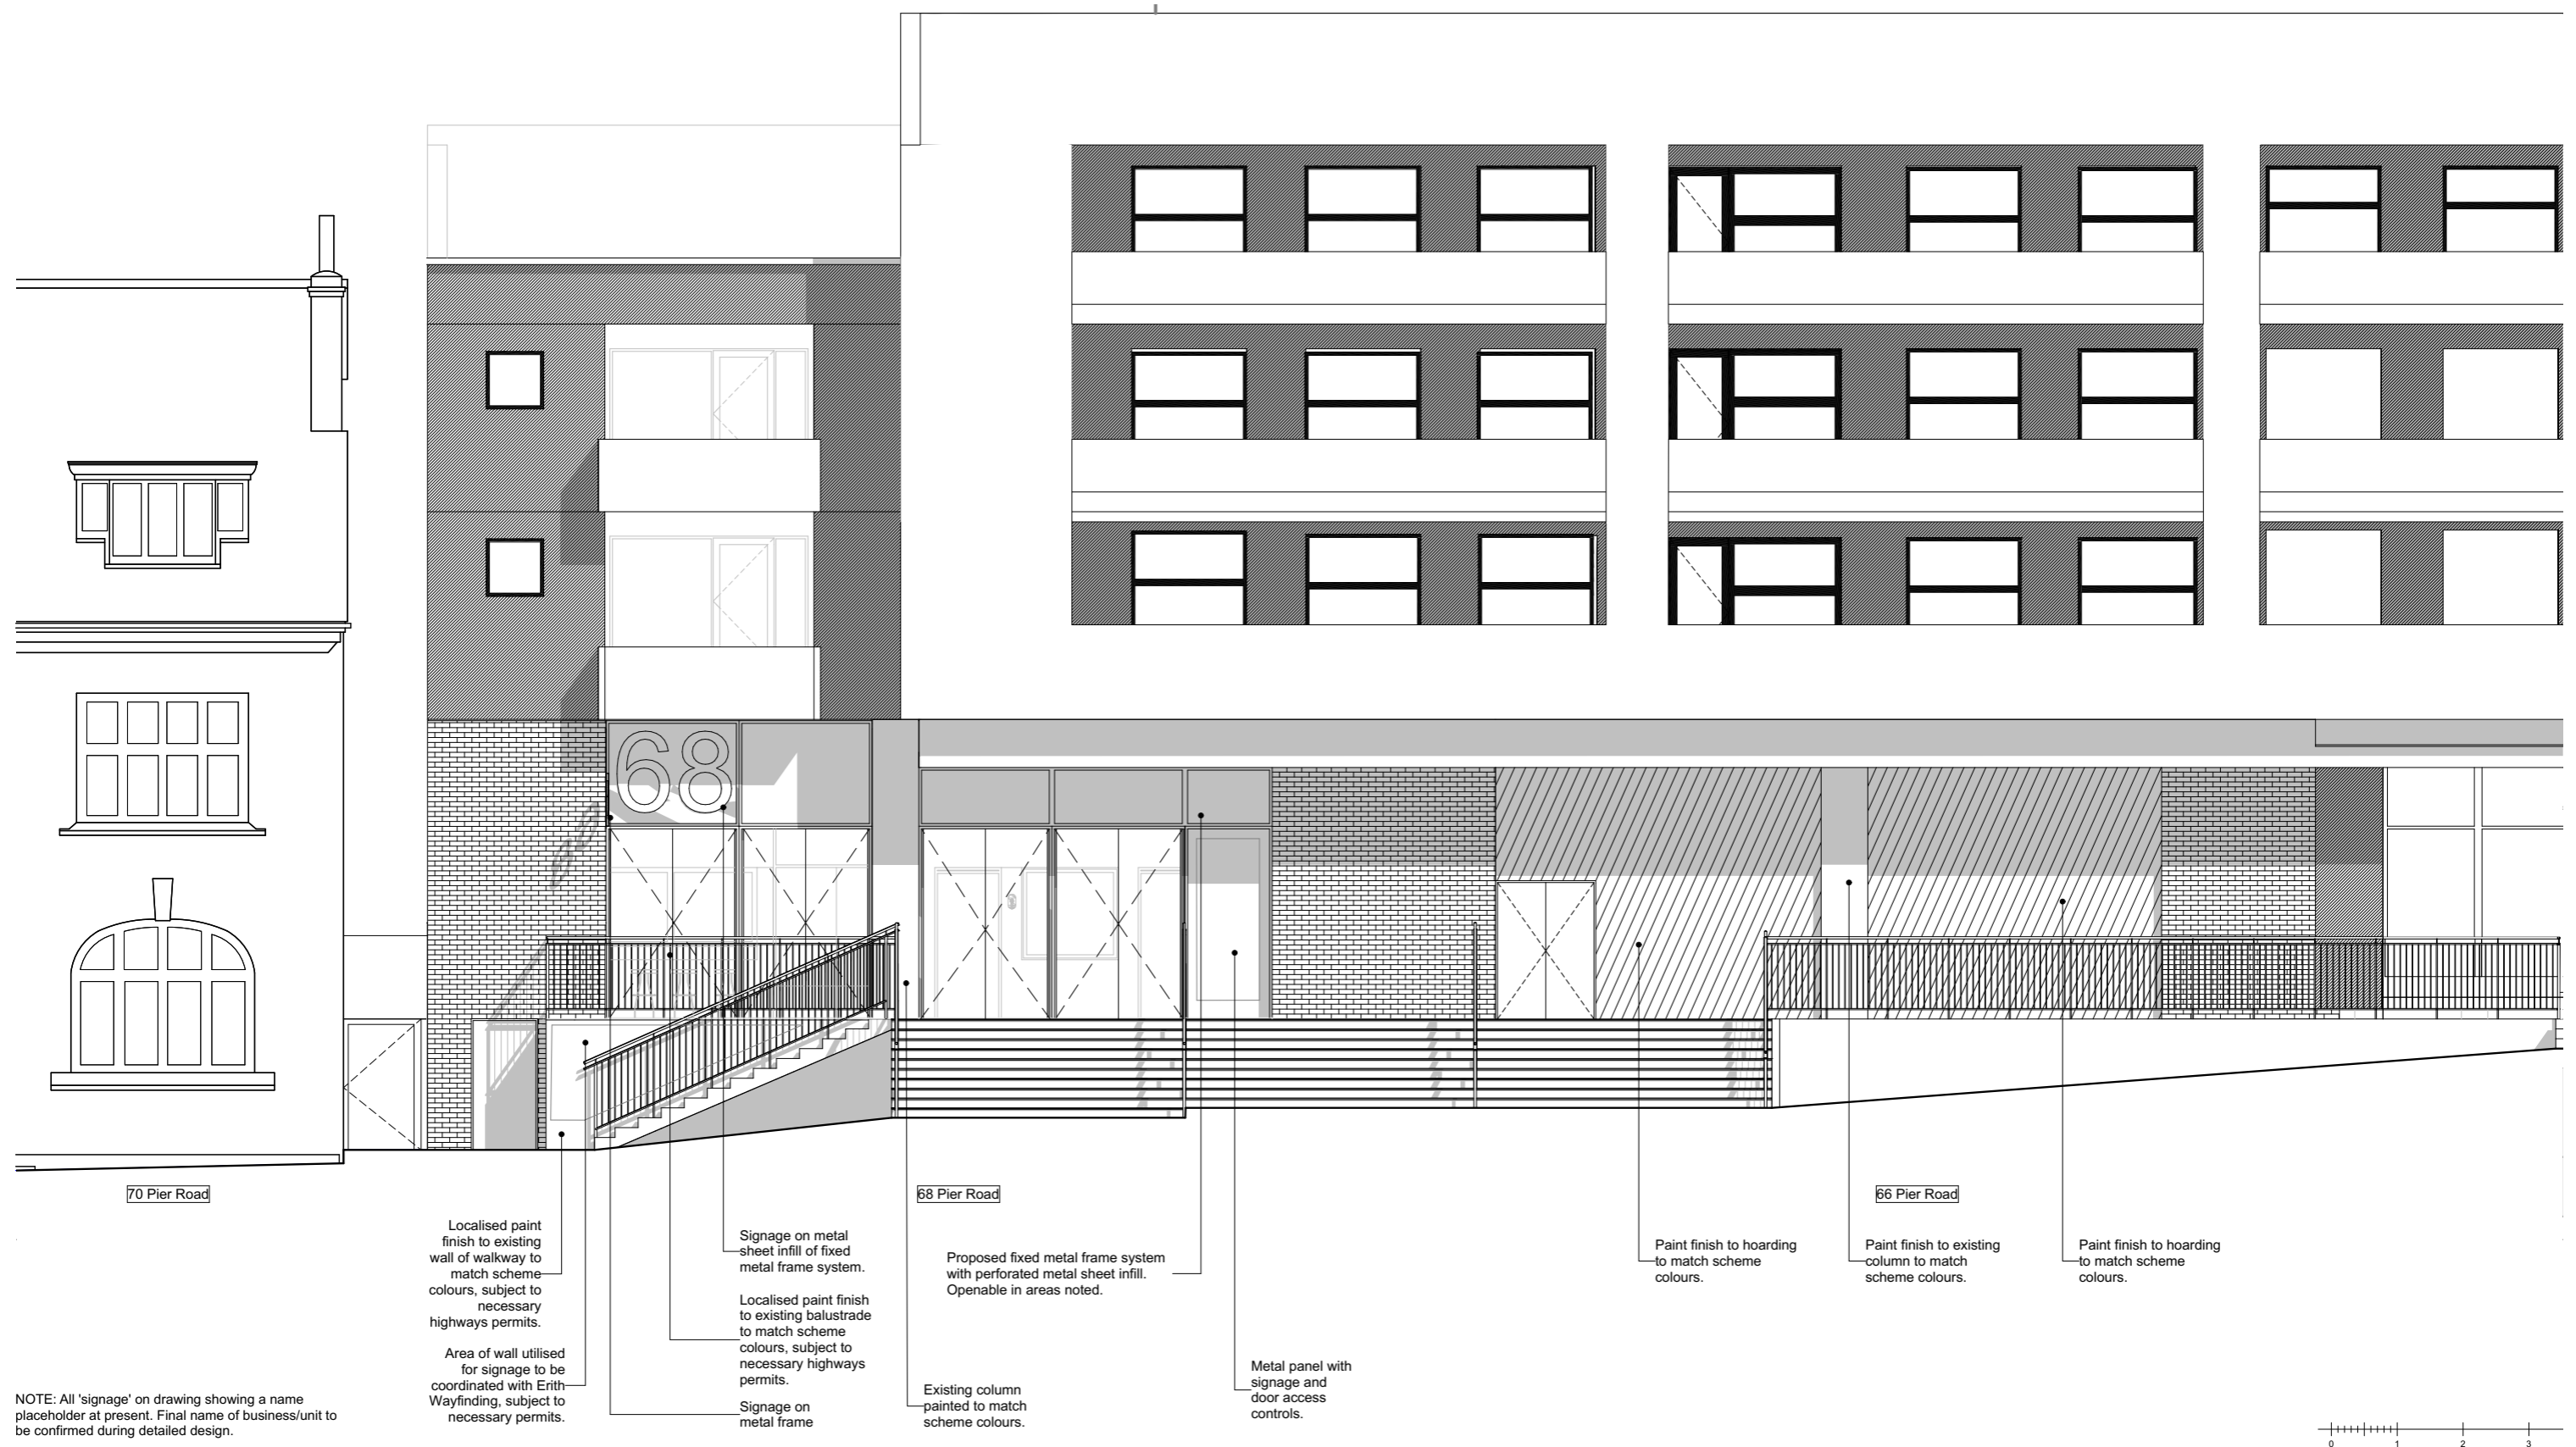 68
70 Pier Road
68 Pier Road
66 Pier Road
Localised paint
finish to existing
wall of walkway to
match scheme
colours, subject to
necessary
highways permits.
Area of wall utilised
for signage to be
coordinated with Erith
Wayfinding, subject to
necessary permits.
Signage on metal
sheet infill of fixed
metal frame system.
Localised paint finish
to existing balustrade
to match scheme
colours, subject to
necessary highways
permits.
Signage on
metal frame
Proposed fixed metal frame system
with perforated metal sheet infill.
Openable in areas noted.
Existing column
painted to match
scheme colours.
Metal panel with
signage and
door access
controls.
Paint finish to hoarding
to match scheme
colours.
Paint finish to existing
column to match
scheme colours.
Paint finish to hoarding
to match scheme
colours.
NOTE: All 'signage' on drawing showing a name
placeholder at present. Final name of business/unit to
be confirmed during detailed design.
0 1 2 3